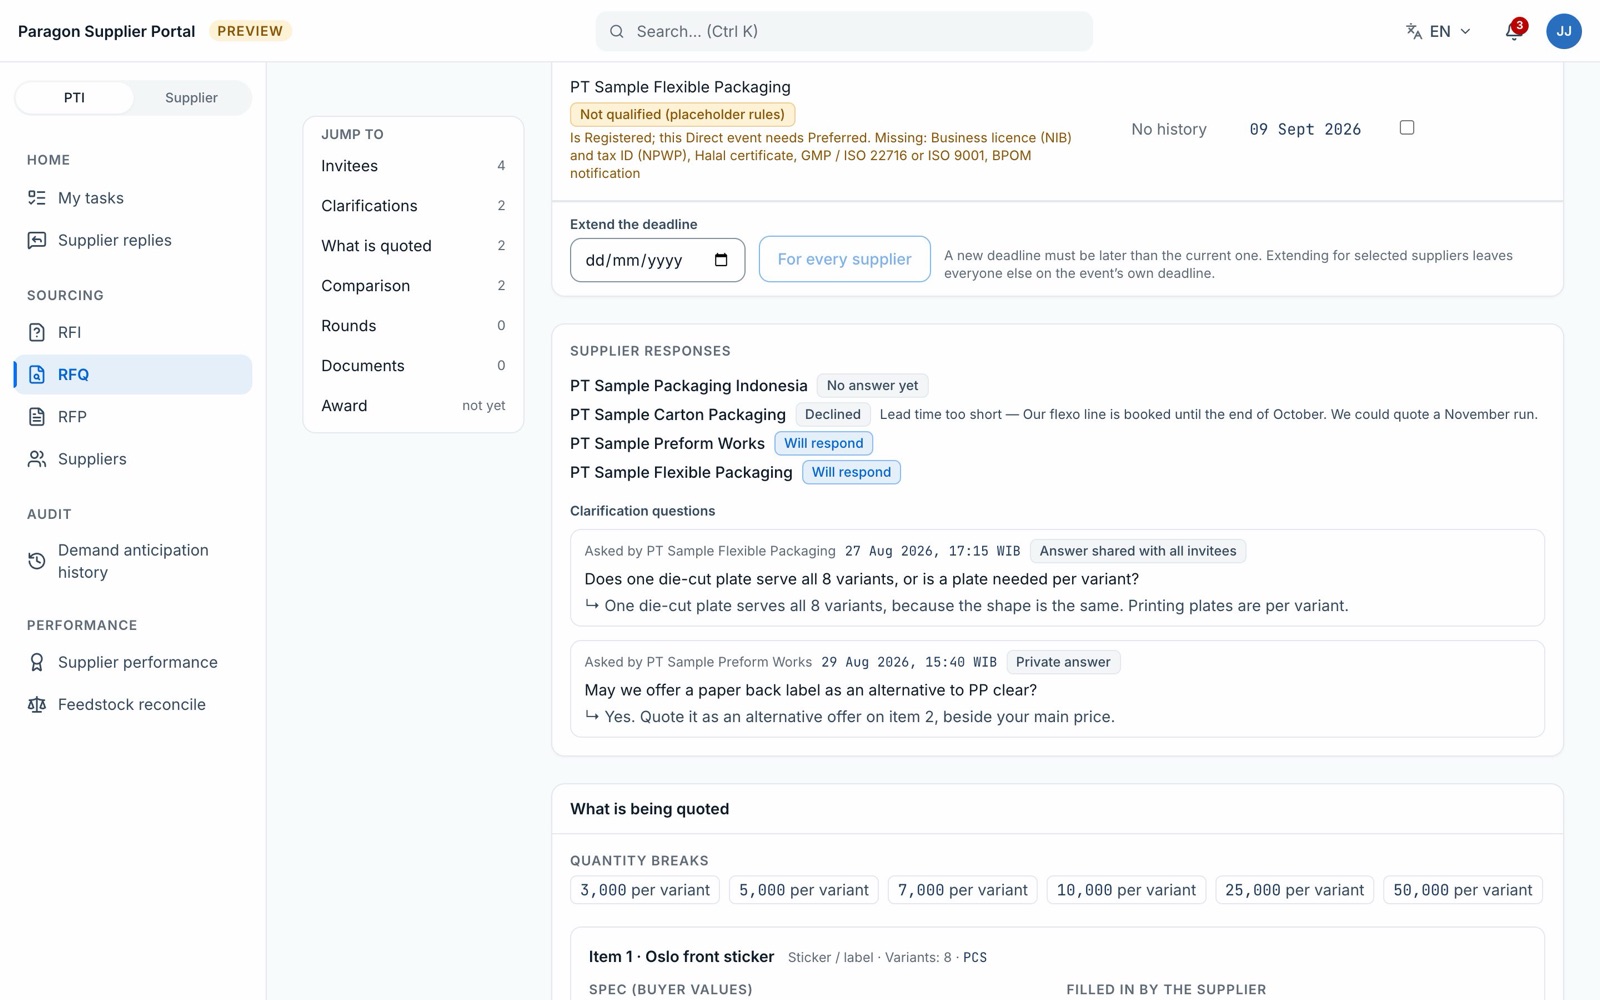 Paragon Supplier Portal PREVIEW
Search... (Ctrl K)
EN
3
JJ
PTI
Supplier
HOME
My tasks
Supplier replies
SOURCING
RFI
RFQ
RFP
Suppliers
AUDIT
Demand anticipation
history
PERFORMANCE
Supplier performance
Feedstock reconcile
JUMP TO
Invitees 4
Clarifications 2
What is quoted 2
Comparison 2
Rounds 0
Documents 0
Award not yet
PT Sample Flexible Packaging
Not qualified (placeholder rules)
Is Registered; this Direct event needs Preferred. Missing: Business licence (NIB)
and tax ID (NPWP), Halal certificate, GMP / ISO 22716 or ISO 9001, BPOM
notification
No history
09 Sept 2026
Extend the deadline
dd/mm/yyyy
For every supplier
A new deadline must be later than the current one. Extending for selected suppliers leaves
everyone else on the event’s own deadline.
SUPPLIER RESPONSES
PT Sample Packaging Indonesia No answer yet
PT Sample Carton Packaging Declined Lead time too short — Our flexo line is booked until the end of October. We could quote a November run.
PT Sample Preform Works Will respond
PT Sample Flexible Packaging Will respond
Clarification questions
Asked by PT Sample Flexible Packaging 27 Aug 2026, 17:15 WIB Answer shared with all invitees
Does one die-cut plate serve all 8 variants, or is a plate needed per variant?
↳ One die-cut plate serves all 8 variants, because the shape is the same. Printing plates are per variant.
Asked by PT Sample Preform Works 29 Aug 2026, 15:40 WIB Private answer
May we offer a paper back label as an alternative to PP clear?
↳ Yes. Quote it as an alternative offer on item 2, beside your main price.
What is being quoted
QUANTITY BREAKS
3,000 per variant 5,000 per variant 7,000 per variant 10,000 per variant 25,000 per variant 50,000 per variant
Item 1 · Oslo front sticker Sticker / label · Variants: 8 · PCS
SPEC (BUYER VALUES) FILLED IN BY THE SUPPLIER